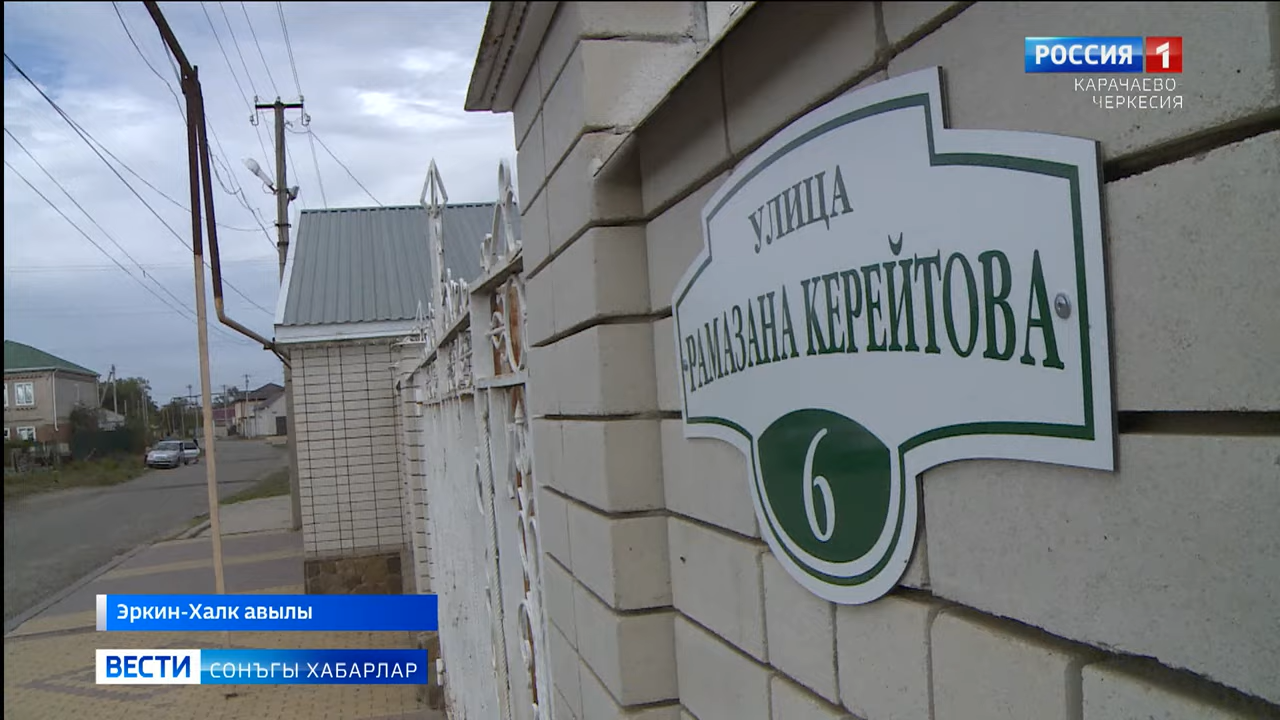 РОССИЯ 1
КАРАЧАЕВО
ЧЕРКЕСИЯ
УЛИЦА
РАМАЗАНА КЕРЕЙТОВА
6
Эркин-Халк авылы
ВЕСТИ СОНЪГЫ ХАБАРЛАР